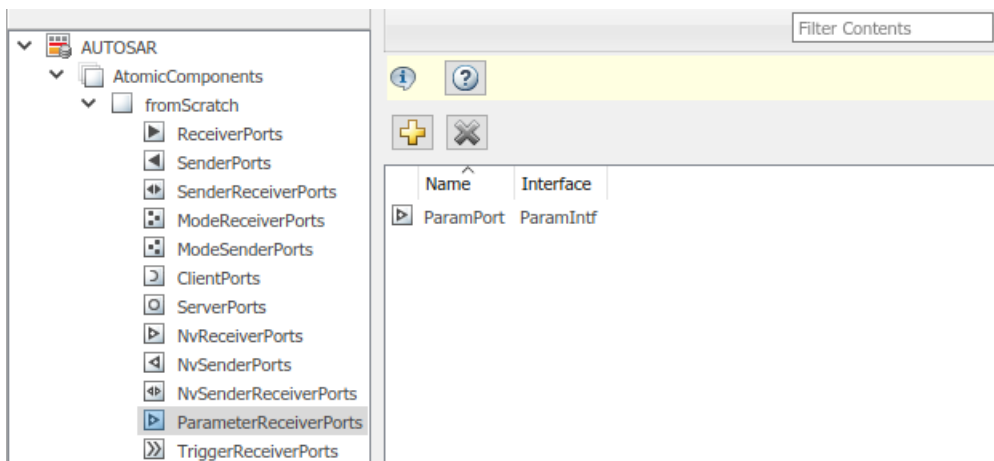 AUTOSAR
AtomicComponents
fromScratch
ReceiverPorts
SenderPorts
SenderReceiverPorts
ModeReceiverPorts
ModeSenderPorts
ClientPorts
ServerPorts
NvReceiverPorts
NvSenderPorts
NvSenderReceiverPorts
ParameterReceiverPorts
TriggerReceiverPorts
Filter Contents
Name Interface
ParamPort ParamIntf